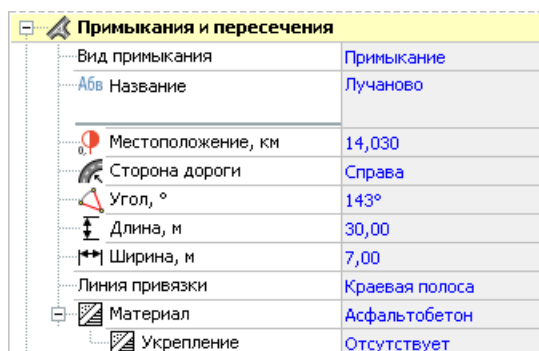 Примыкания и пересечения
Вид примыкания Примыкание
Абв Название Лучаново
0, Местоположение, км 14,030
Сторона дороги Справа
Угол, ° 143°
Длина, м 30,00
Ширина, м 7,00
Линия привязки Краевая полоса
Материал Асфальтобетон
Укрепление Отсутствует